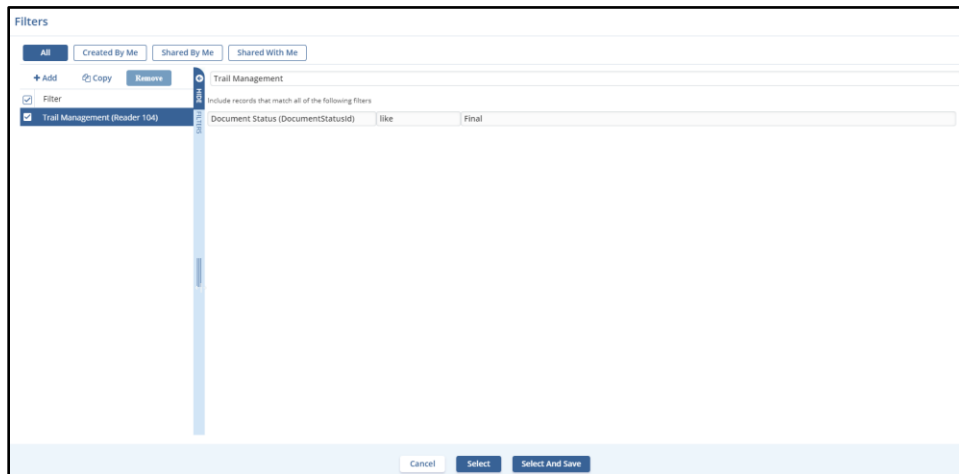 Filters
All Created By Me Shared By Me Shared With Me
+ Add Copy Remove
Filter
Trail Management (Reader 104)
HIDE FILTERS
Trail Management
Include records that match all of the following filters
Document Status (DocumentStatusId) like Final
Cancel Select Select And Save